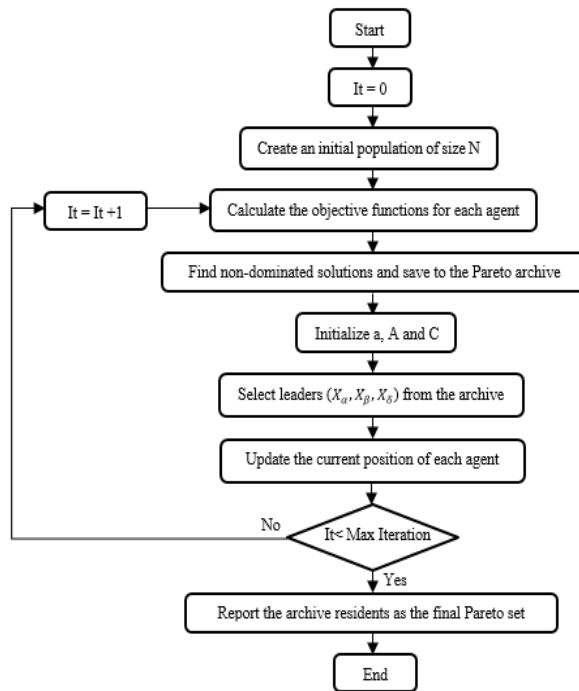 Start
It = 0
Create an initial population of size N
It = It +1
Calculate the objective functions for each agent
Find non-dominated solutions and save to the Pareto archive
Initialize a, A and C
Select leaders (X_α, X_β, X_δ) from the archive
Update the current position of each agent
No
It< Max Iteration
Yes
Report the archive residents as the final Pareto set
End